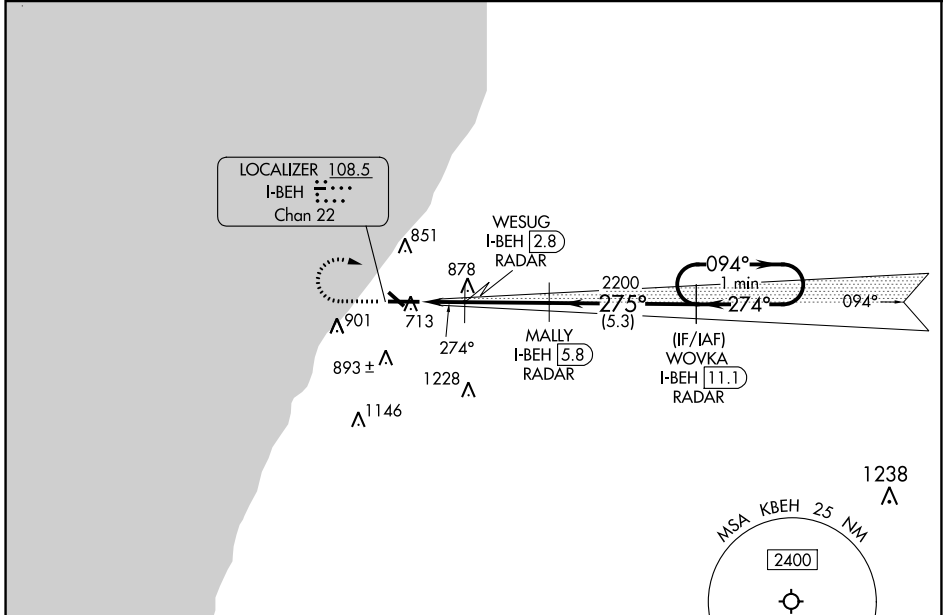 LOCALIZER 108.5
I-BEH
Chan 22
851
WESUG
I-BEH 2.8
RADAR
878
2200
275°
(5.3)
094°
1 min
274°
094°
901
713
274°
MALLY
I-BEH 5.8
RADAR
(IF/IAF)
WOVKA
I-BEH 11.1
RADAR
893 ±
1228
1146
1238
MSA KBEH 25 NM
2400